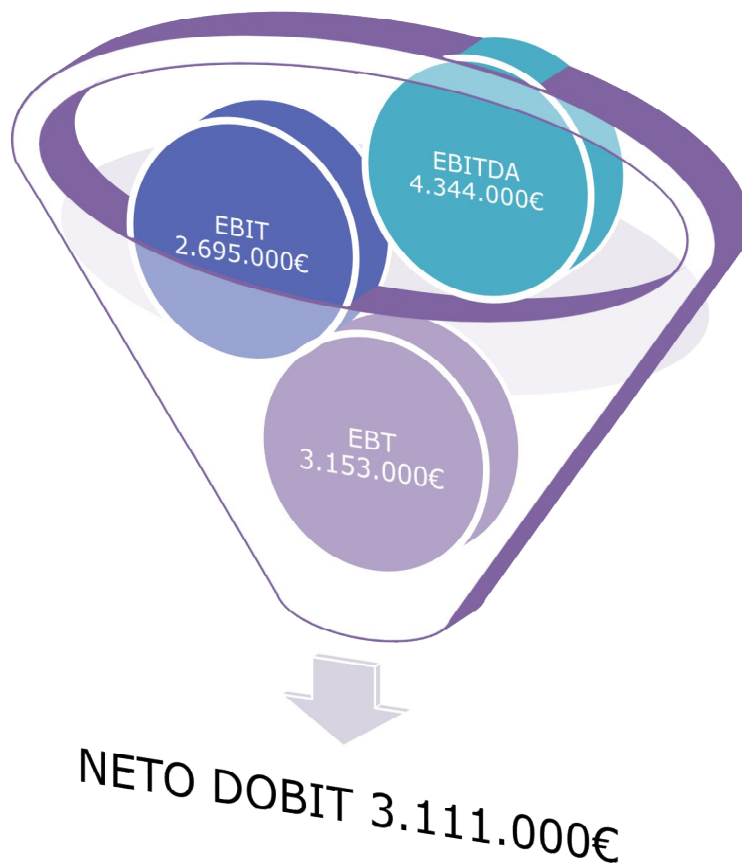 EBITDA
4.344.000€
EBIT
2.695.000€
EBT
3.153.000€
NETO DOBIT 3.111.000€